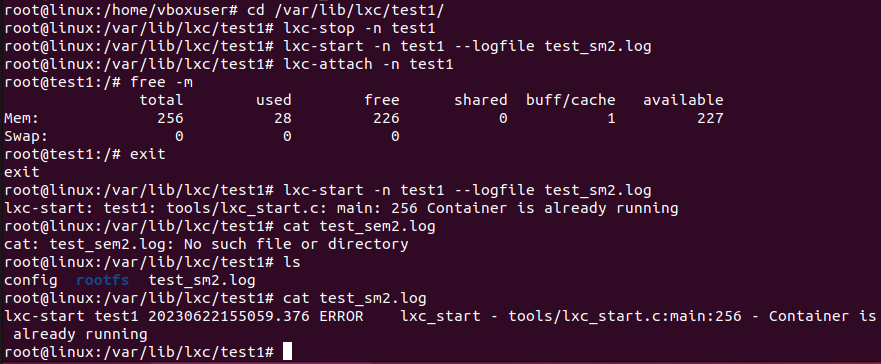 root@linux:/home/vboxuser# cd /var/lib/lxc/test1/
root@linux:/var/lib/lxc/test1# lxc-stop -n test1
root@linux:/var/lib/lxc/test1# lxc-start -n test1 --logfile test_sm2.log
root@linux:/var/lib/lxc/test1# lxc-attach -n test1
root@test1:/# free -m
total used free shared buff/cache available
Mem: 256 28 226 0 1 227
Swap: 0 0 0
root@test1:/# exit
exit
root@linux:/var/lib/lxc/test1# lxc-start -n test1 --logfile test_sm2.log
lxc-start: test1: tools/lxc_start.c: main: 256 Container is already running
root@linux:/var/lib/lxc/test1# cat test_sem2.log
cat: test_sem2.log: No such file or directory
root@linux:/var/lib/lxc/test1# ls
config rootfs test_sm2.log
root@linux:/var/lib/lxc/test1# cat test_sm2.log
lxc-start test1 20230622155059.376 ERROR lxc_start - tools/lxc_start.c:main:256 - Container is
already running
root@linux:/var/lib/lxc/test1#